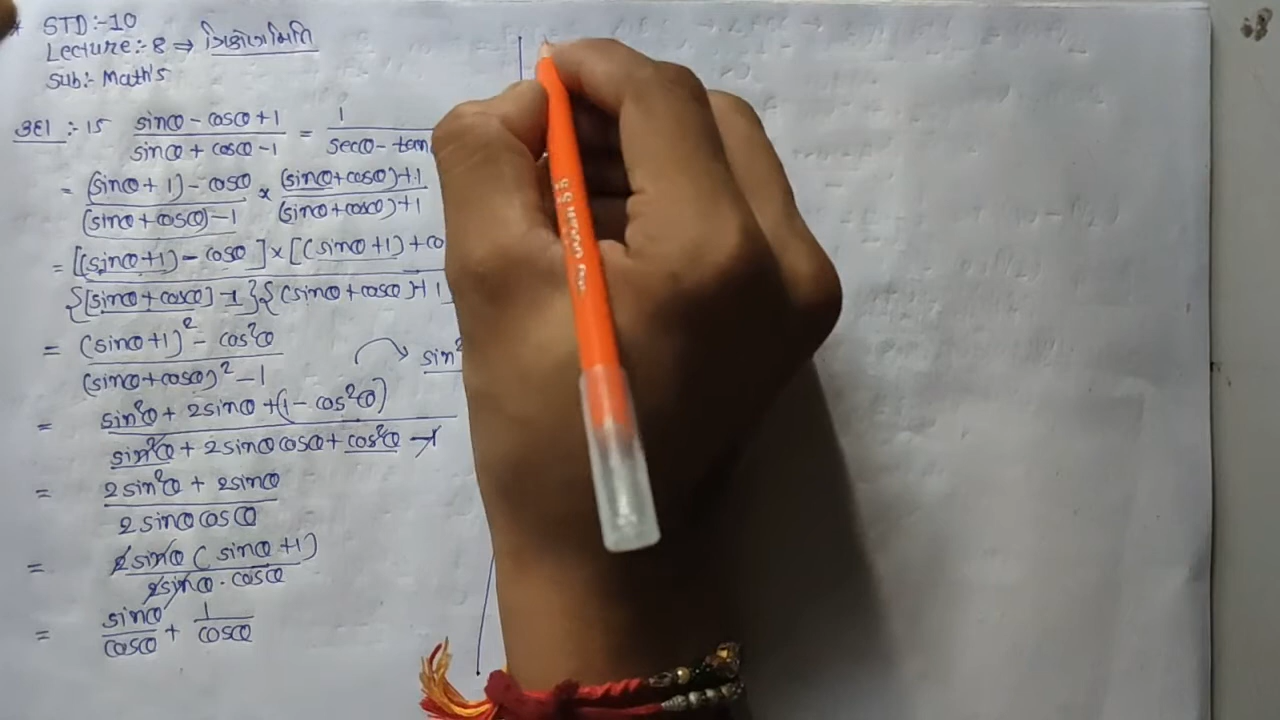 * STD:-10
Lecture:- 8 ⇒ ત્રિકોણમિતિ
Sub:- Math's
ઉદા :- 15 (sinθ - cosθ + 1)/(sinθ + cosθ - 1) = 1/(secθ - tan
= ((sinθ + 1) - cosθ)/((sinθ + cosθ) - 1) × ((sinθ + cosθ) + 1)/((sinθ + cosθ) + 1)
= [(sinθ + 1) - cosθ] × [(sinθ + 1) + co
{(sinθ + cosθ) - 1}{(sinθ + cosθ) + 1
= ((sinθ + 1)² - cos²θ)/((sinθ + cosθ)² - 1) sin²
= (sin²θ + 2sinθ + (1 - cos²θ))/(sin²θ + 2sinθcosθ + cos²θ - 1)
= (2sin²θ + 2sinθ)/(2sinθcosθ)
= (2sinθ(sinθ + 1))/(2sinθ · cosθ)
= sinθ/cosθ + 1/cosθ